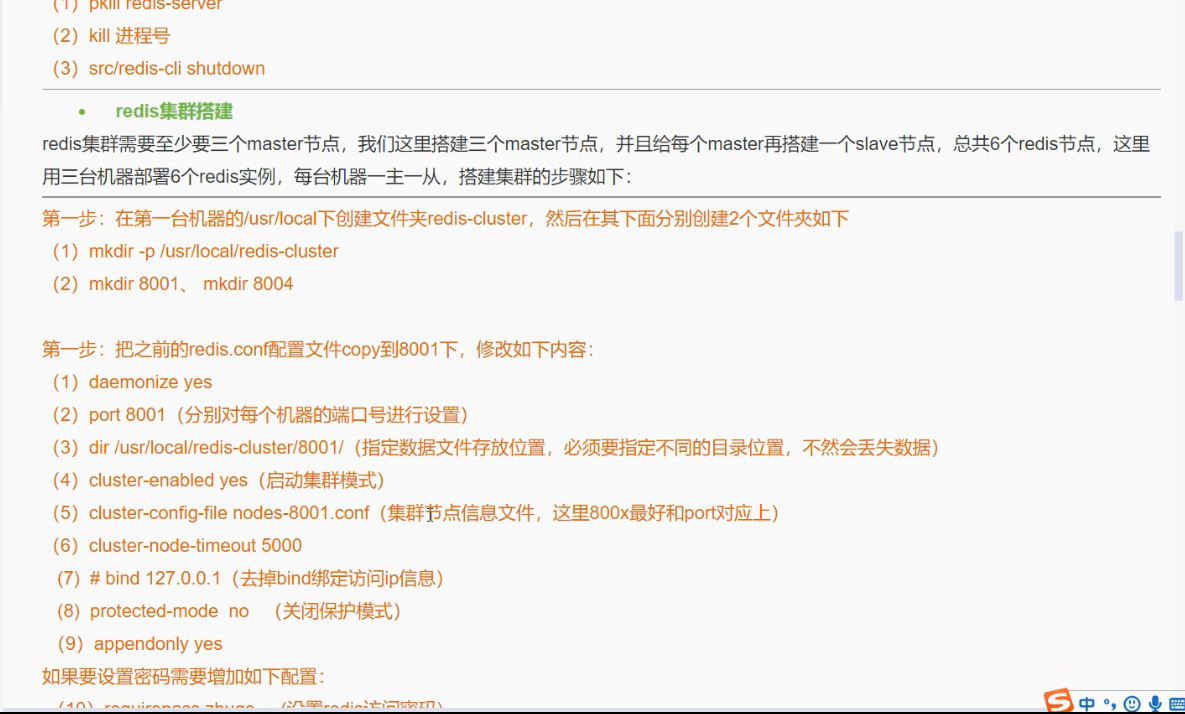 （1）pkill redis-server
（2）kill 进程号
（3）src/redis-cli shutdown
• redis集群搭建
redis集群需要至少要三个master节点，我们这里搭建三个master节点，并且给每个master再搭建一个slave节点，总共6个redis节点，这里
用三台机器部署6个redis实例，每台机器一主一从，搭建集群的步骤如下：
第一步：在第一台机器的/usr/local下创建文件夹redis-cluster，然后在其下面分别创建2个文件夾如下
（1）mkdir -p /usr/local/redis-cluster
（2）mkdir 8001、 mkdir 8004
第一步：把之前的redis.conf配置文件copy到8001下，修改如下内容：
（1）daemonize yes
（2）port 8001（分别对每个机器的端口号进行设置）
（3）dir /usr/local/redis-cluster/8001/（指定数据文件存放位置，必须要指定不同的目录位置，不然会丢失数据）
（4）cluster-enabled yes（启动集群模式）
（5）cluster-config-file nodes-8001.conf（集群节点信息文件，这里800x最好和port对应上）
（6）cluster-node-timeout 5000
（7）# bind 127.0.0.1（去掉bind绑定访问ip信息）
（8）protected-mode no （关闭保护模式）
（9）appendonly yes
如果要设置密码需要增加如下配置：
（10）requirepass zhuge （设置redis访问密码）
中